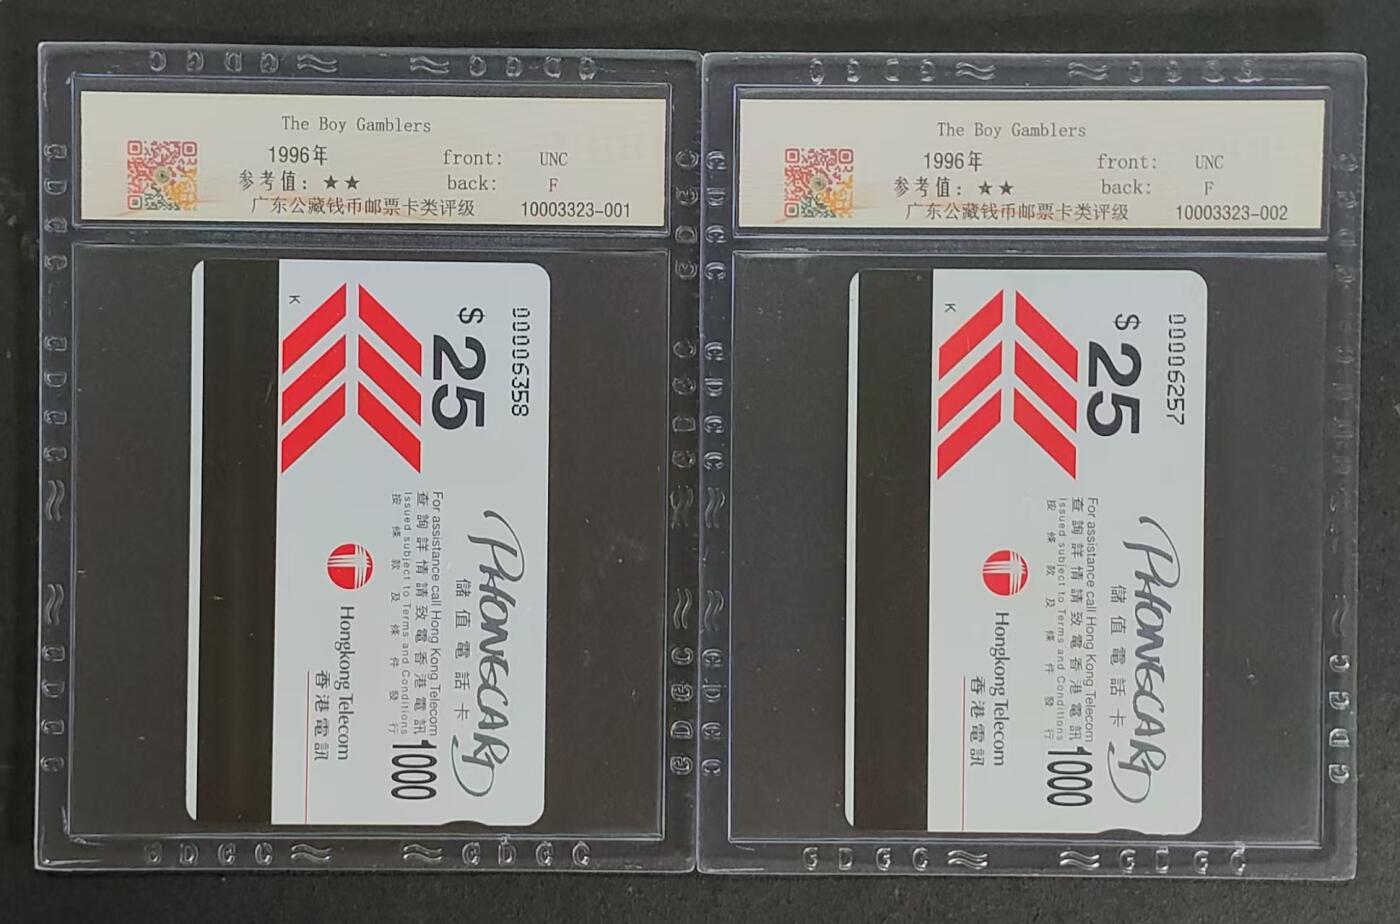 The Boy Gamblers
1996年 front: UNC
参考值: ★★ back: F
广东公藏钱币邮票卡类评级 10003323-001
00006358
$25
K
PHONECARD
儲值電話卡
For assistance call Hong Kong Telecom
查詢詳情請致電香港電訊
Issued subject to Terms and Conditions
按條款及條件發行
1000
Hongkong Telecom
香港電訊
The Boy Gamblers
1996年 front: UNC
参考值: ★★ back: F
广东公藏钱币邮票卡类评级 10003323-002
00006257
$25
K
PHONECARD
儲值電話卡
For assistance call Hong Kong Telecom
查詢詳情請致電香港電訊
Issued subject to Terms and Conditions
按條款及條件發行
1000
Hongkong Telecom
香港電訊